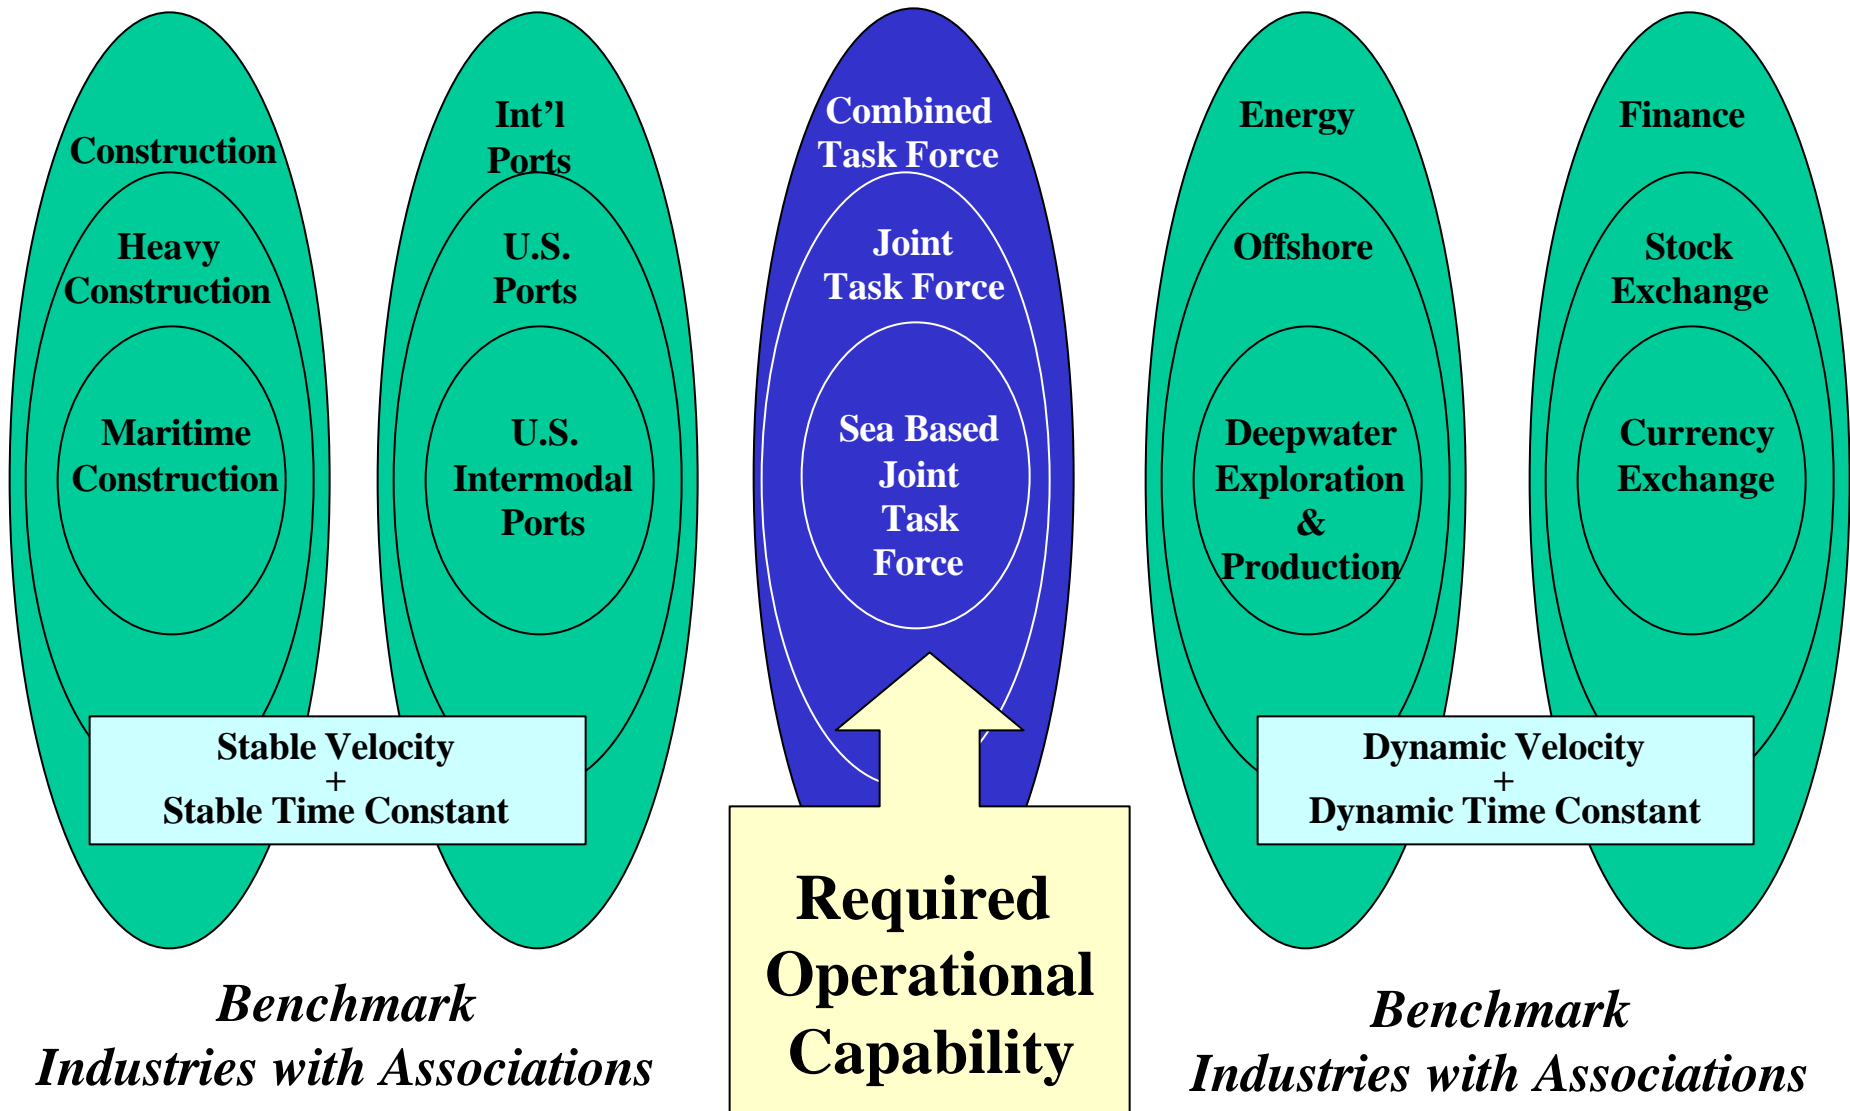 Construction
Heavy
Construction
Maritime
Construction
Int'l
Ports
U.S.
Ports
U.S.
Intermodal
Ports
Stable Velocity
+
Stable Time Constant
Benchmark
Industries with Associations
Combined
Task Force
Joint
Task Force
Sea Based
Joint
Task
Force
Required
Operational
Capability
Energy
Offshore
Deepwater
Exploration
&
Production
Finance
Stock
Exchange
Currency
Exchange
Dynamic Velocity
+
Dynamic Time Constant
Benchmark
Industries with Associations